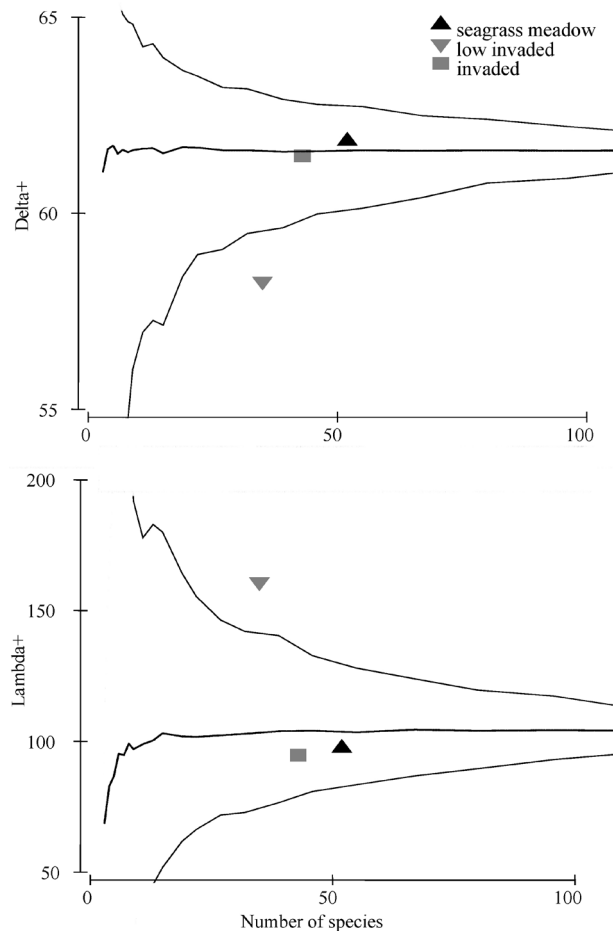 65
seagrass meadow
low invaded
invaded
Delta+
60
55
0
50
100
200
150
Lambda+
100
50
0
50
100
Number of species